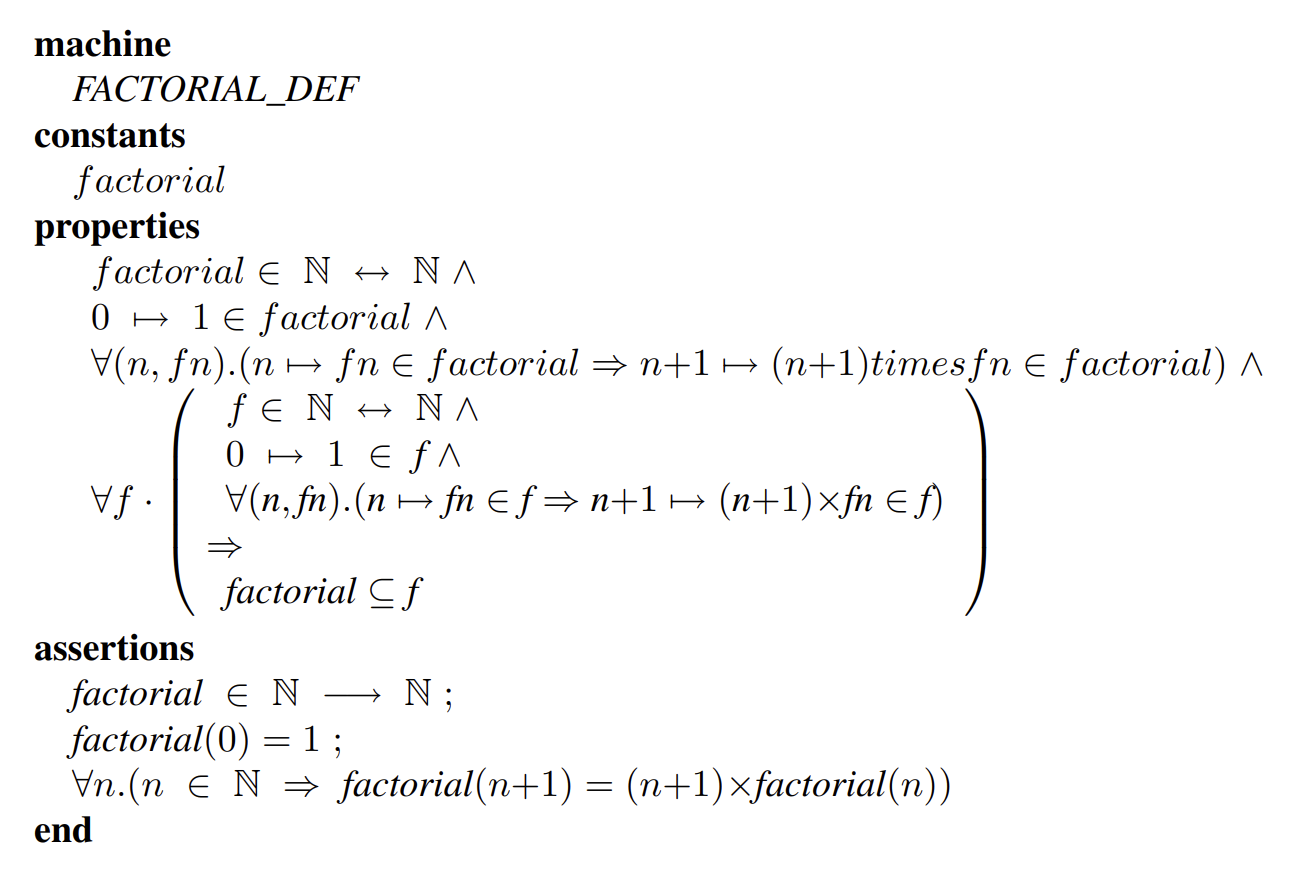 machine
FACTORIAL_DEF
constants
factorial
properties
factorial ∈ ℕ ↔ ℕ ∧
0 ↦ 1 ∈ factorial ∧
∀(n, fn).(n ↦ fn ∈ factorial ⇒ n+1 ↦ (n+1)timesfn ∈ factorial) ∧
f ∈ ℕ ↔ ℕ ∧
0 ↦ 1 ∈ f ∧
∀f · ( ∀(n,fn).(n ↦ fn ∈ f ⇒ n+1 ↦ (n+1)×fn ∈ f) )
⇒
factorial ⊆ f
assertions
factorial ∈ ℕ ⟶ ℕ ;
factorial(0) = 1 ;
∀n.(n ∈ ℕ ⇒ factorial(n+1) = (n+1)×factorial(n))
end